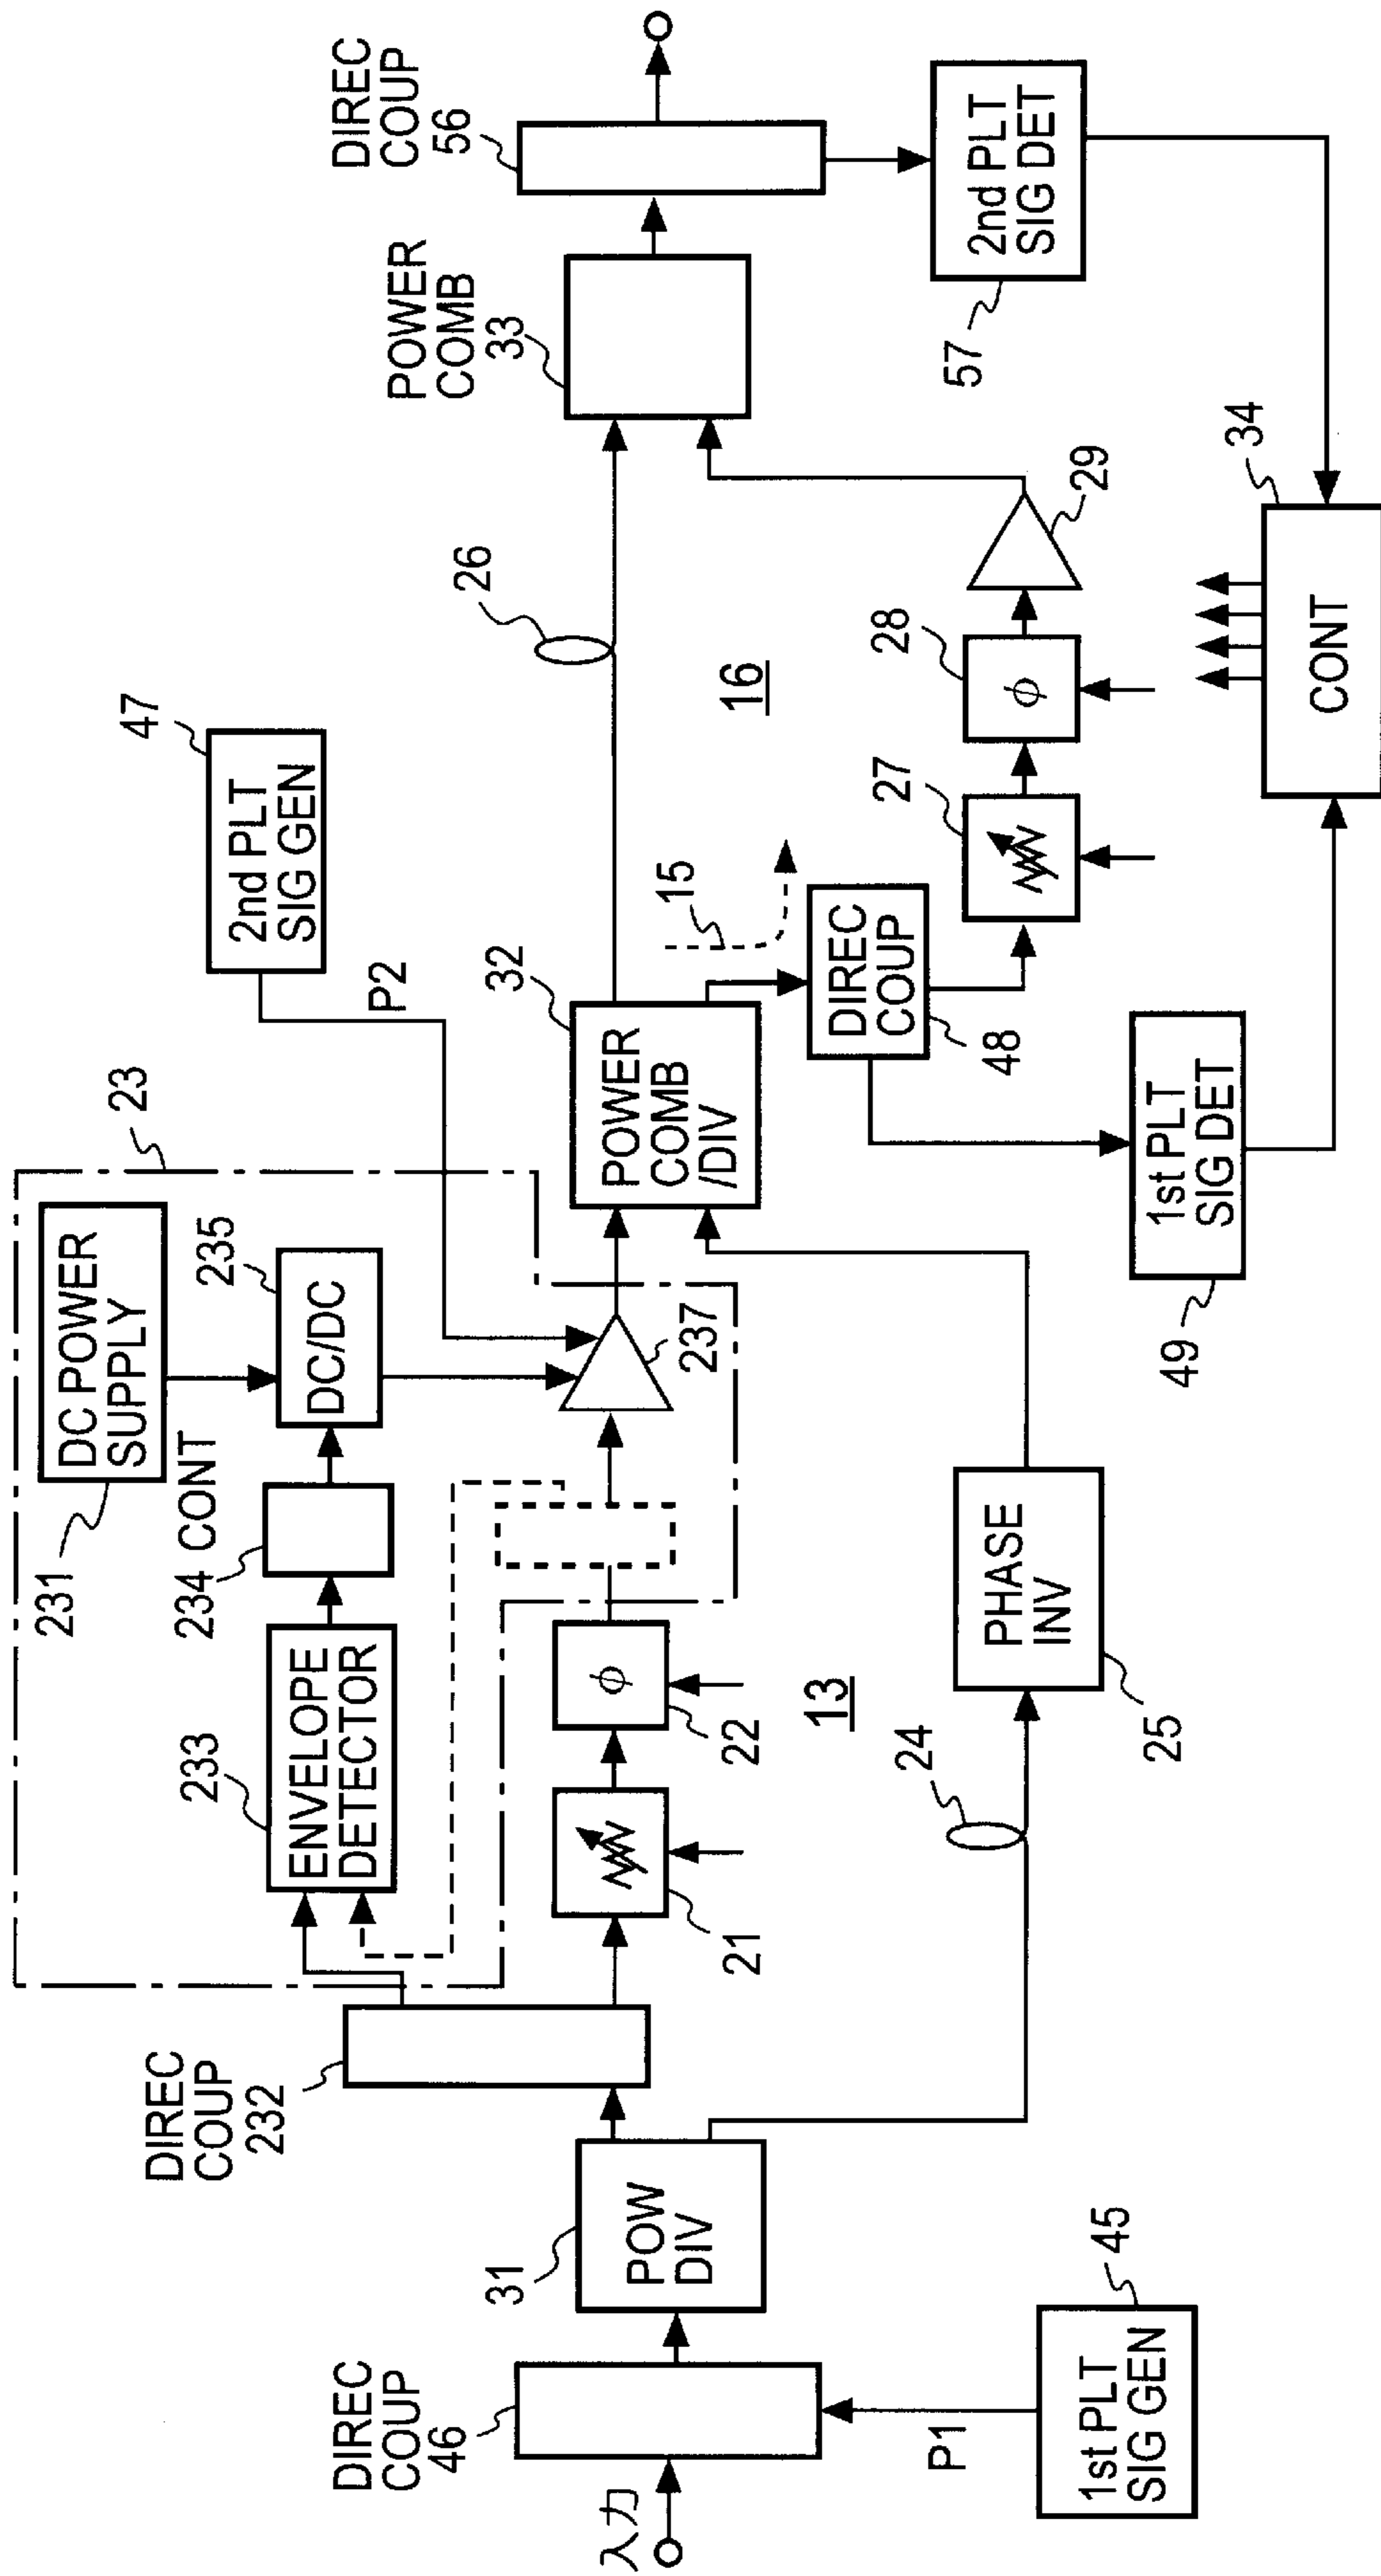 入力
DIREC
COUP
46
P1
1st PLT
SIG GEN
45
POW
DIV
31
DIREC
COUP
232
ENVELOPE
DETECTOR
233
234 CONT
DC POWER
SUPPLY
231
DC/DC
235
23
21
ϕ
22
237
13
24
PHASE
INV
25
2nd PLT
SIG GEN
47
P2
POWER
COMB
/DIV
32
15
DIREC
COUP
48
1st PLT
SIG DET
49
26
16
27
ϕ
28
29
POWER
COMB
33
DIREC
COUP
56
2nd PLT
SIG DET
57
CONT
34